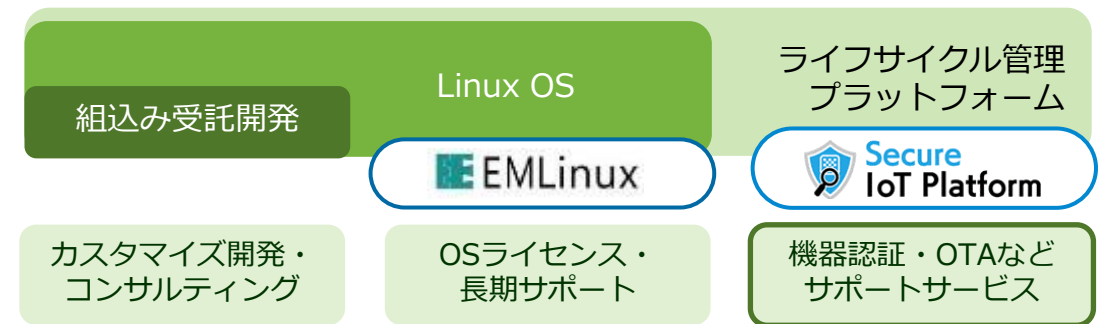 組込み受託開発
Linux OS
ライフサイクル管理
プラットフォーム
EMLinux
Secure
IoT Platform
カスタマイズ開発・
コンサルティング
OSライセンス・
長期サポート
機器認証・OTAなど
サポートサービス